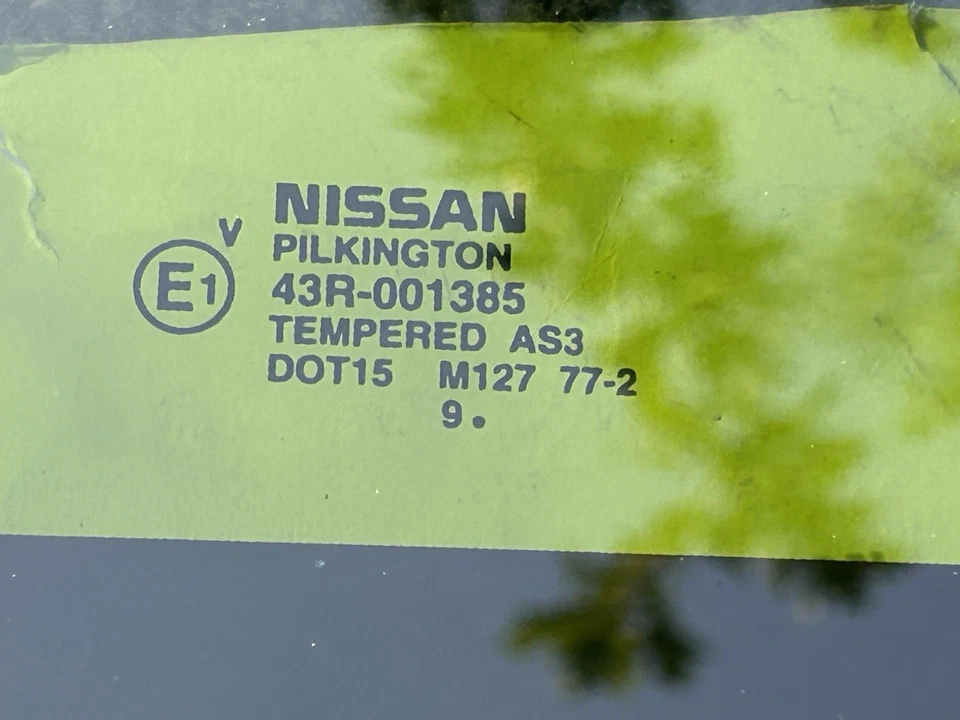 NISSAN
V
PILKINGTON
E1
43R-001385
TEMPERED AS3
DOT15 M127 77-2
9.